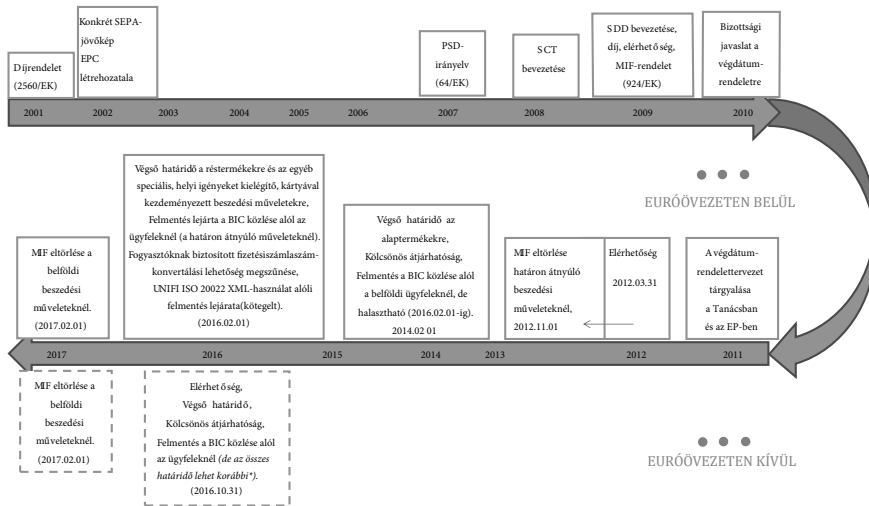 Díjrendelet
(2560/EK)
Konkrét SEPA-
jövőkép
EPC
létrehozatala
PSD-
irányelv
(64/EK)
SCT
bevezetése
SDD bevezetése,
díj, elérhetőség,
MIF-rendelet
(924/EK)
Bizottsági
javaslat a
végdátum-
rendeletre
2001 2002 2003 2004 2005 2006 2007 2008 2009 2010
EURÓÖVEZETEN BELÜL
MIF eltörlése a
belföldi
beszedési
műveleteknél.
(2017.02.01)
Végső határidő a réstermékekre és az egyéb
speciális, helyi igényeket kielégítő, kártyával
kezdeményezett beszedési műveletekre,
Felmentés lejárta a BIC közlése alól az
ügyfeleknél (a határon átnyúló műveleteknél).
Fogyasztóknak biztosított fizetésiszámlaszám-
konvertálási lehetőség megszűnése,
UNIFI ISO 20022 XML-használat alóli
felmentés lejárata(kötegelt).
(2016.02.01)
Végső határidő az
alaptermékekre,
Kölcsönös átjárhatóság,
Felmentés a BIC közlése alól
a belföldi ügyfeleknél, de
halasztható (2016.02.01-ig).
2014.02 01
MIF eltörlése
határon átnyúló
beszedési
műveleteknél,
2012.11.01
Elérhetőség
2012.03.31
A végdátum-
rendelettervezet
tárgyalása
a Tanácsban
és az EP-ben
2017 2016 2015 2014 2013 2012 2011
MIF eltörlése a
belföldi
beszedési
műveleteknél.
(2017.02.01)
Elérhetőség,
Végső határidő,
Kölcsönös átjárhatóság,
Felmentés a BIC közlése alól
az ügyfeleknél (de az összes
határidő lehet korábbi*).
(2016.10.31)
EURÓÖVEZETEN KÍVÜL